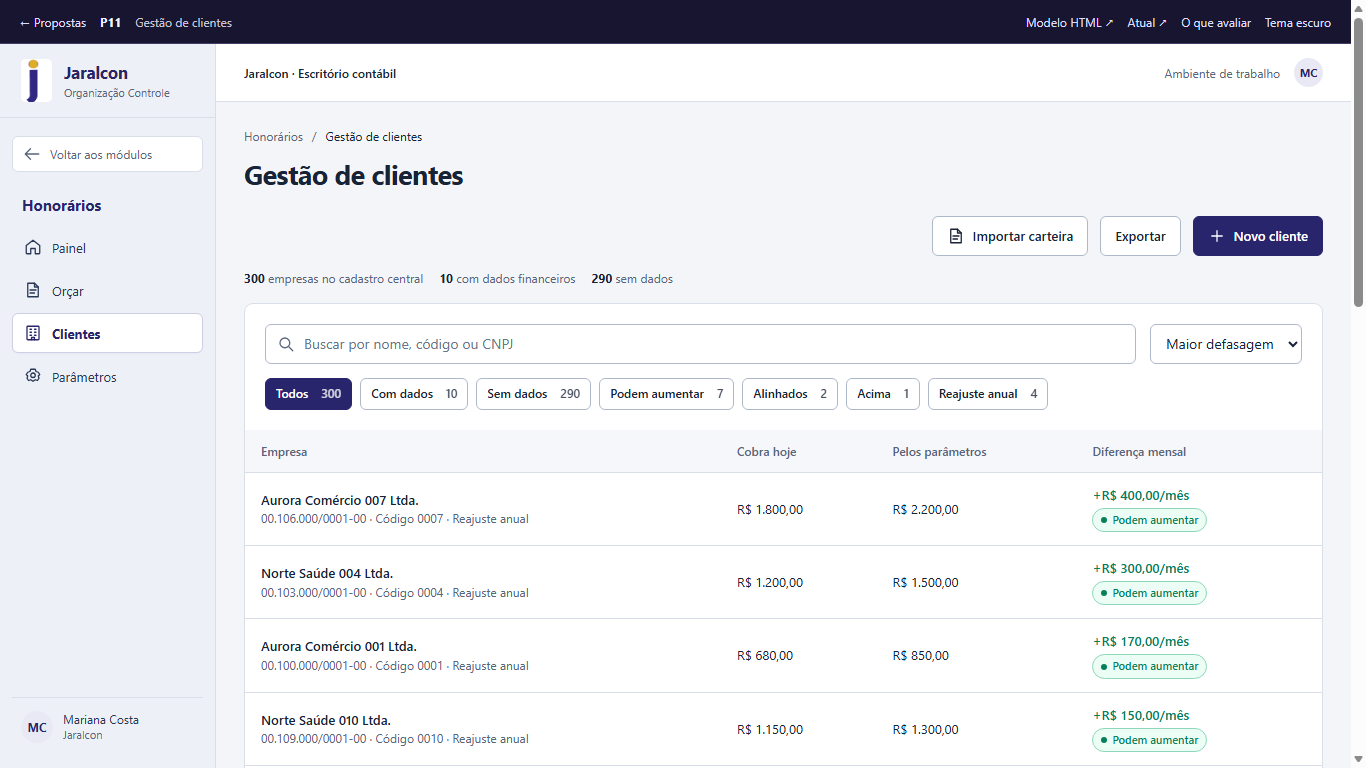 ← Propostas P11 Gestão de clientes Modelo HTML ↗ Atual ↗ O que avaliar Tema escuro
Jaralcon
Organização Controle
Jaralcon · Escritório contábil
Ambiente de trabalho MC
Voltar aos módulos
Honorários
Painel
Orçar
Clientes
Parâmetros
MC
Mariana Costa
Jaralcon
Honorários / Gestão de clientes
Gestão de clientes
Importar carteira
Exportar
Novo cliente
300 empresas no cadastro central 10 com dados financeiros 290 sem dados
Buscar por nome, código ou CNPJ
Maior defasagem
Todos 300 Com dados 10 Sem dados 290 Podem aumentar 7 Alinhados 2 Acima 1 Reajuste anual 4
Empresa Cobra hoje Pelos parâmetros Diferença mensal
Aurora Comércio 007 Ltda.
00.106.000/0001-00 · Código 0007 · Reajuste anual
R$ 1.800,00 R$ 2.200,00
+R$ 400,00/mês
Podem aumentar
Norte Saúde 004 Ltda.
00.103.000/0001-00 · Código 0004 · Reajuste anual
R$ 1.200,00 R$ 1.500,00
+R$ 300,00/mês
Podem aumentar
Aurora Comércio 001 Ltda.
00.100.000/0001-00 · Código 0001 · Reajuste anual
R$ 680,00 R$ 850,00
+R$ 170,00/mês
Podem aumentar
Norte Saúde 010 Ltda.
00.109.000/0001-00 · Código 0010 · Reajuste anual
R$ 1.150,00 R$ 1.300,00
+R$ 150,00/mês
Podem aumentar